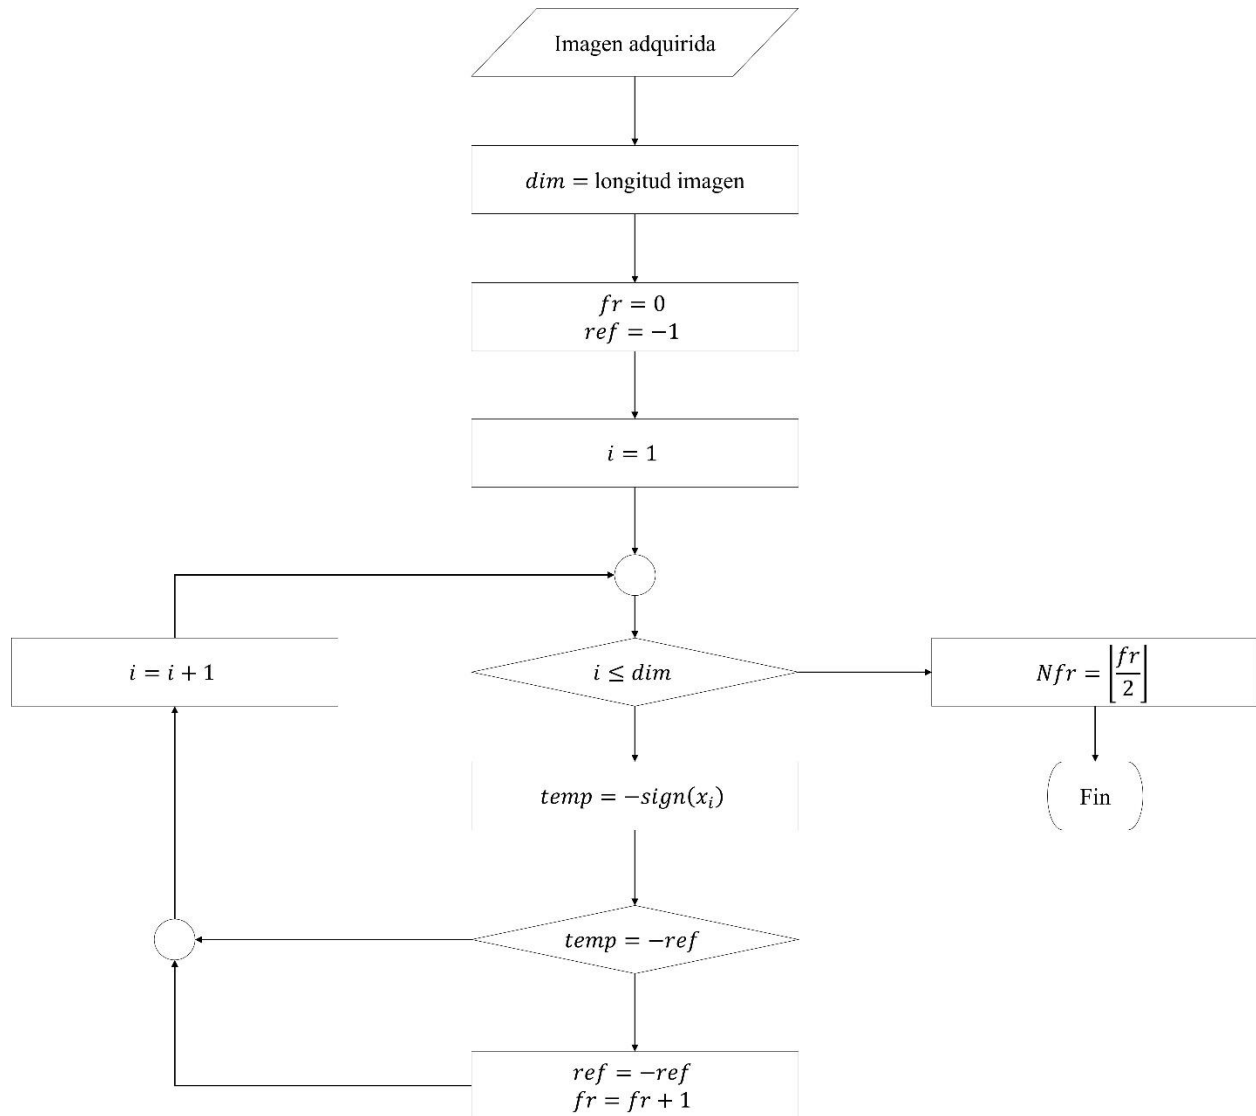 Imagen adquirida
dim = longitud imagen
fr = 0
ref = −1
i = 1
i = i + 1
i ≤ dim
Nfr = ⌊fr/2⌋
temp = −sign(xᵢ)
Fin
temp = −ref
ref = −ref
fr = fr + 1